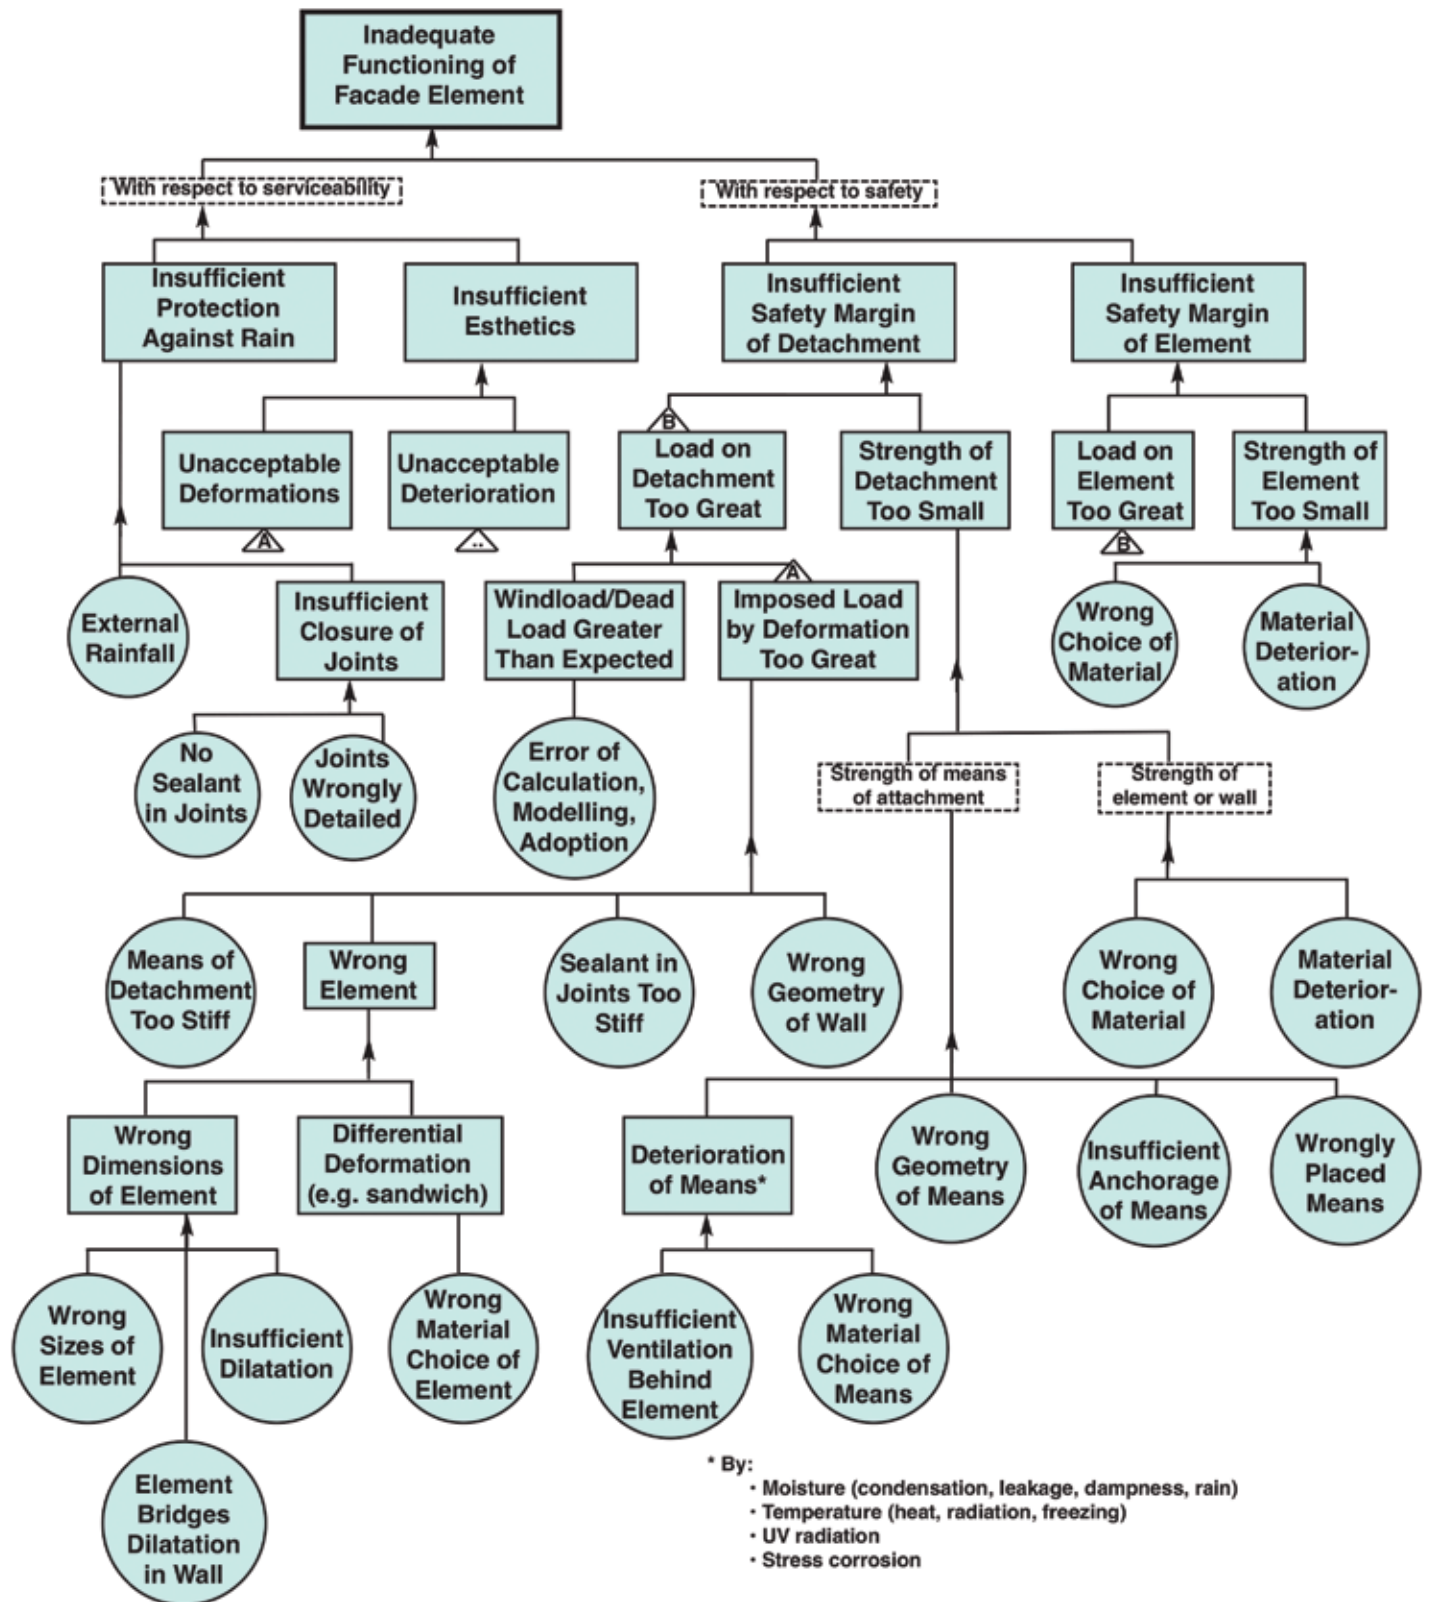 Inadequate
Functioning of
Facade Element
With respect to serviceability
With respect to safety
Insufficient
Protection
Against Rain
Insufficient
Esthetics
Insufficient
Safety Margin
of Detachment
Insufficient
Safety Margin
of Element
Unacceptable
Deformations
A
Unacceptable
Deterioration
..
B
Load on
Detachment
Too Great
Strength of
Detachment
Too Small
Load on
Element
Too Great
B
Strength of
Element
Too Small
External
Rainfall
Insufficient
Closure of
Joints
Windload/Dead
Load Greater
Than Expected
A
Imposed Load
by Deformation
Too Great
Wrong
Choice of
Material
Material
Deterior-
ation
No
Sealant
in Joints
Joints
Wrongly
Detailed
Error of
Calculation,
Modelling,
Adoption
Strength of means
of attachment
Strength of
element or wall
Means of
Detachment
Too Stiff
Wrong
Element
Sealant in
Joints Too
Stiff
Wrong
Geometry
of Wall
Wrong
Choice of
Material
Material
Deterior-
ation
Wrong
Dimensions
of Element
Differential
Deformation
(e.g. sandwich)
Deterioration
of Means*
Wrong
Geometry
of Means
Insufficient
Anchorage
of Means
Wrongly
Placed
Means
Wrong
Sizes of
Element
Insufficient
Dilatation
Wrong
Material
Choice of
Element
Insufficient
Ventilation
Behind
Element
Wrong
Material
Choice of
Means
Element
Bridges
Dilatation
in Wall
* By:
• Moisture (condensation, leakage, dampness, rain)
• Temperature (heat, radiation, freezing)
• UV radiation
• Stress corrosion